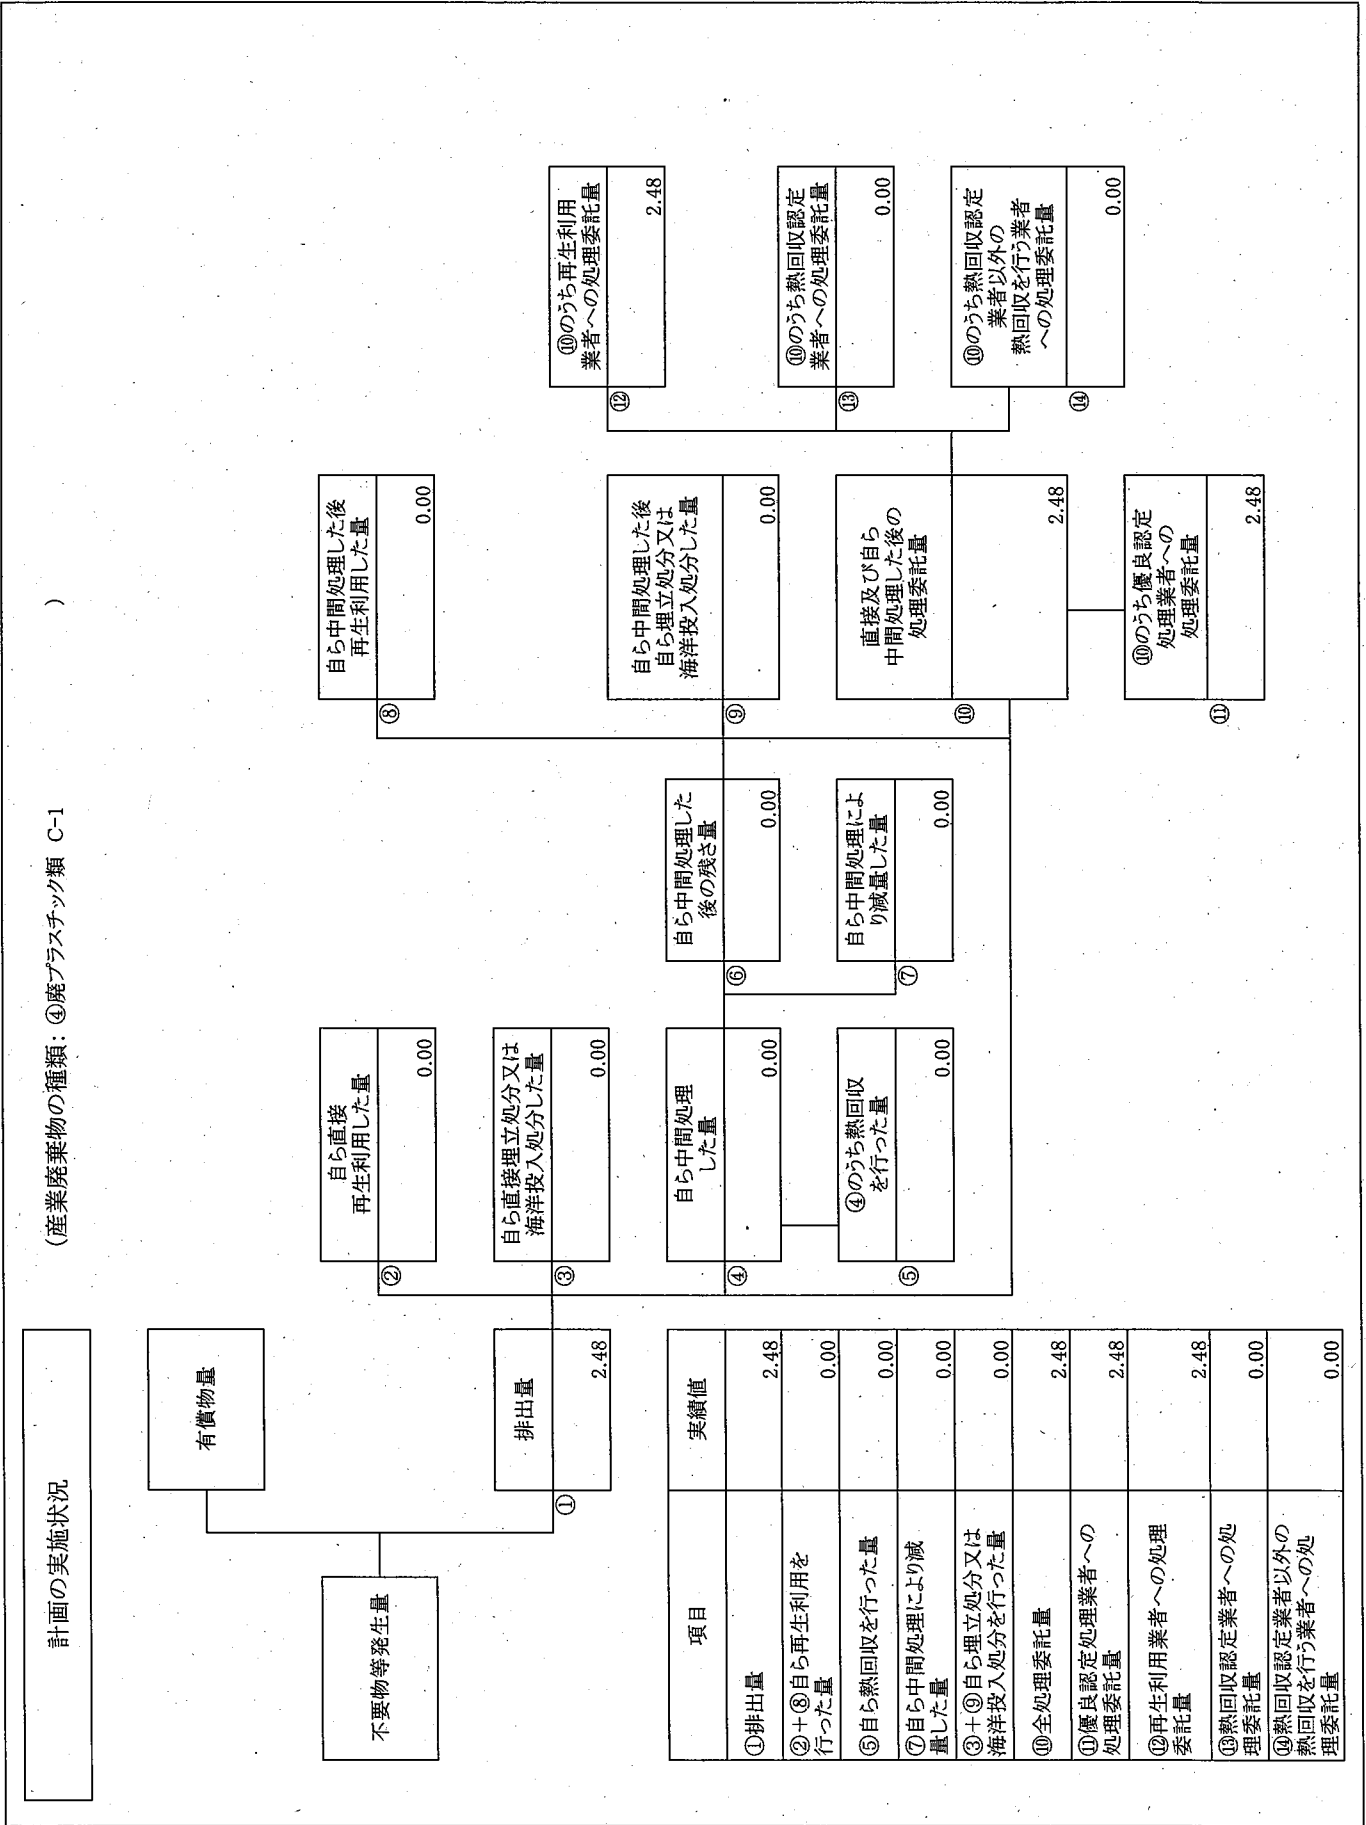 計画の実施状況
(産業廃棄物の種類: ④廃プラスチック類 C-1 )
不要物等発生量
有償物量
①
排出量
2.48
②
自ら直接
再生利用した量
0.00
③
自ら直接埋立処分又は
海洋投入処分した量
0.00
④
自ら中間処理
した量
0.00
⑤
④のうち熱回収
を行った量
0.00
⑥
自ら中間処理した
後の残さ量
0.00
⑦
自ら中間処理によ
り減量した量
0.00
⑧
自ら中間処理した後
再生利用した量
0.00
⑨
自ら中間処理した後
自ら埋立処分又は
海洋投入処分した量
0.00
⑩
直接及び自ら
中間処理した後の
処理委託量
2.48
⑪
⑩のうち優良認定
処理業者への
処理委託量
2.48
⑫
⑩のうち再生利用
業者への処理委託量
2.48
⑬
⑩のうち熱回収認定
業者への処理委託量
0.00
⑭
⑩のうち熱回収認定
業者以外の
熱回収を行う業者
への処理委託量
0.00
項目 実績値
①排出量 2.48
②+⑧自ら再生利用を
行った量 0.00
⑤自ら熱回収を行った量 0.00
⑦自ら中間処理により減
量した量 0.00
③+⑨自ら埋立処分又は
海洋投入処分を行った量 0.00
⑩全処理委託量 2.48
⑪優良認定処理業者への
処理委託量 2.48
⑫再生利用業者への処理
委託量 2.48
⑬熱回収認定業者への処
理委託量 0.00
⑭熱回収認定業者以外の
熱回収を行う業者への処
理委託量 0.00